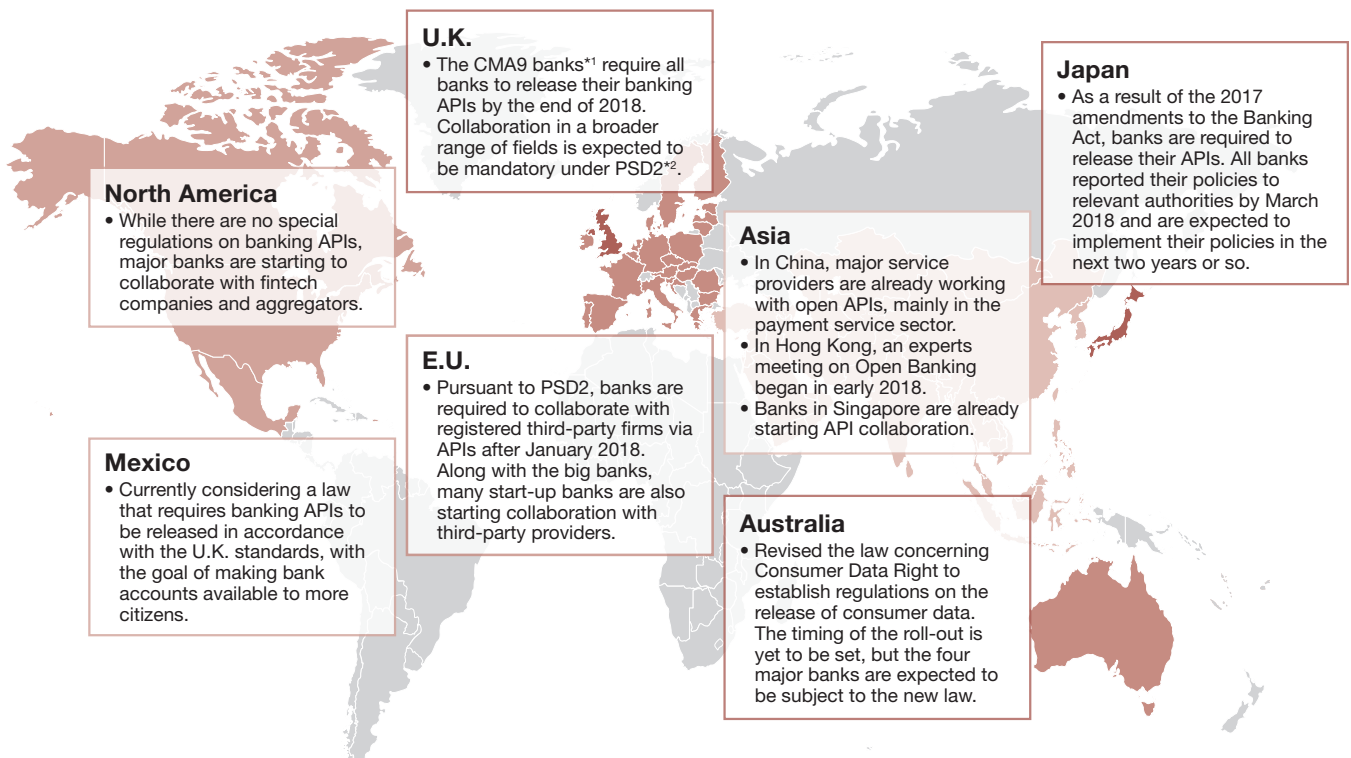 U.K.
• The CMA9 banks*1 require all
banks to release their banking
APIs by the end of 2018.
Collaboration in a broader
range of fields is expected to
be mandatory under PSD2*2.
Japan
• As a result of the 2017
amendments to the Banking
Act, banks are required to
release their APIs. All banks
reported their policies to
relevant authorities by March
2018 and are expected to
implement their policies in the
next two years or so.
North America
• While there are no special
regulations on banking APIs,
major banks are starting to
collaborate with fintech
companies and aggregators.
Asia
• In China, major service
providers are already working
with open APIs, mainly in the
payment service sector.
• In Hong Kong, an experts
meeting on Open Banking
began in early 2018.
• Banks in Singapore are already
starting API collaboration.
E.U.
• Pursuant to PSD2, banks are
required to collaborate with
registered third-party firms via
APIs after January 2018.
Along with the big banks,
many start-up banks are also
starting collaboration with
third-party providers.
Mexico
• Currently considering a law
that requires banking APIs to
be released in accordance
with the U.K. standards, with
the goal of making bank
accounts available to more
citizens.
Australia
• Revised the law concerning
Consumer Data Right to
establish regulations on the
release of consumer data.
The timing of the roll-out is
yet to be set, but the four
major banks are expected to
be subject to the new law.